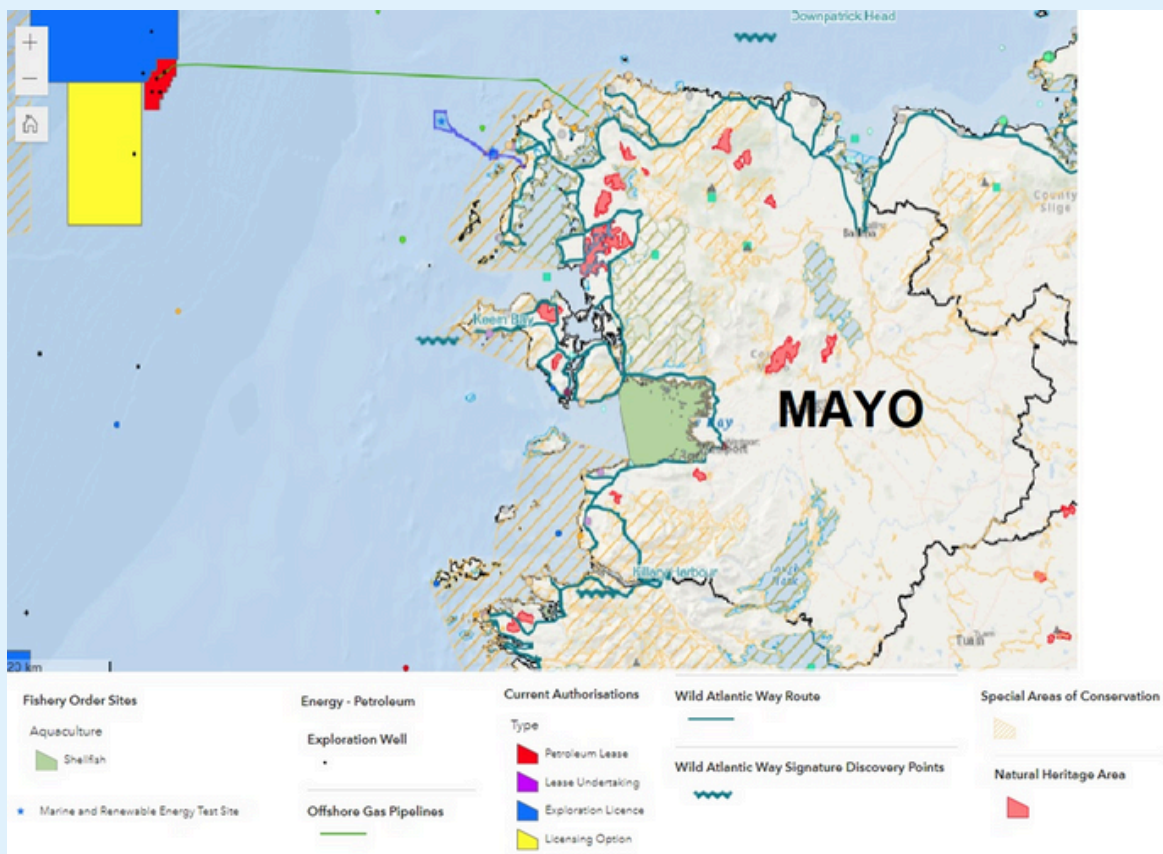 Downpatrick Head
+
−
County
Sligo
Keem Bay
MAYO
Bay
Killary Harbour
Tuam
20 km
Fishery Order Sites
Aquaculture
Shellfish
Marine and Renewable Energy Test Site
Energy - Petroleum
Exploration Well
Offshore Gas Pipelines
Current Authorisations
Type
Petroleum Lease
Lease Undertaking
Exploration Licence
Licensing Option
Wild Atlantic Way Route
Wild Atlantic Way Signature Discovery Points
Special Areas of Conservation
Natural Heritage Area